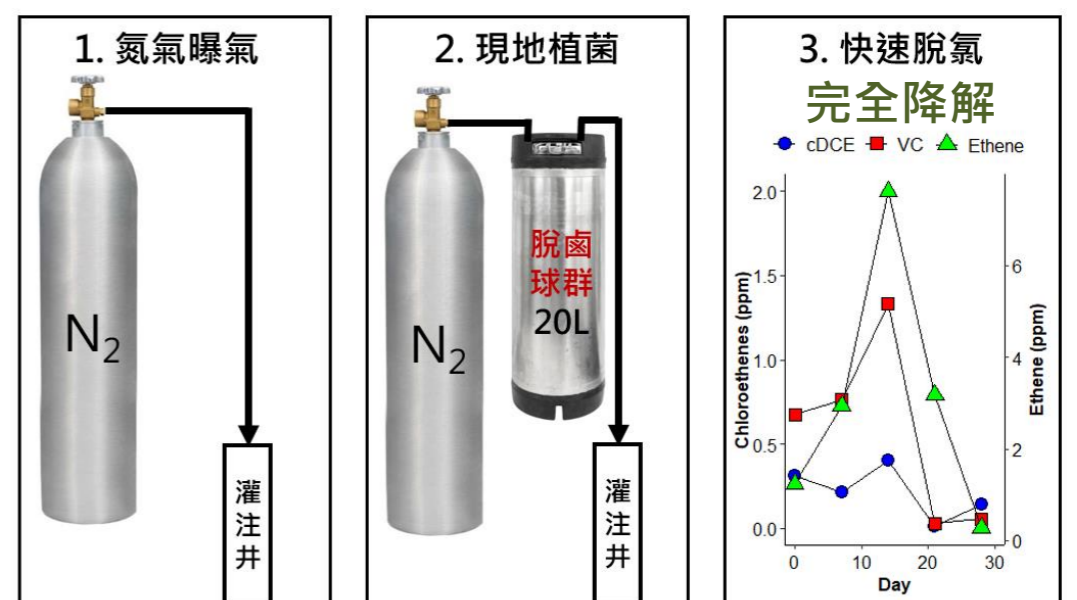 1. 氮氣曝氣
N2
灌
注
井
2. 現地植菌
N2
脫鹵
球群
20L
灌
注
井
3. 快速脫氯
完全降解
cDCE VC Ethene
Chloroethenes (ppm)
2.0
1.5
1.0
0.5
0.0
6
4
2
0
Ethene (ppm)
0 10 20 30
Day